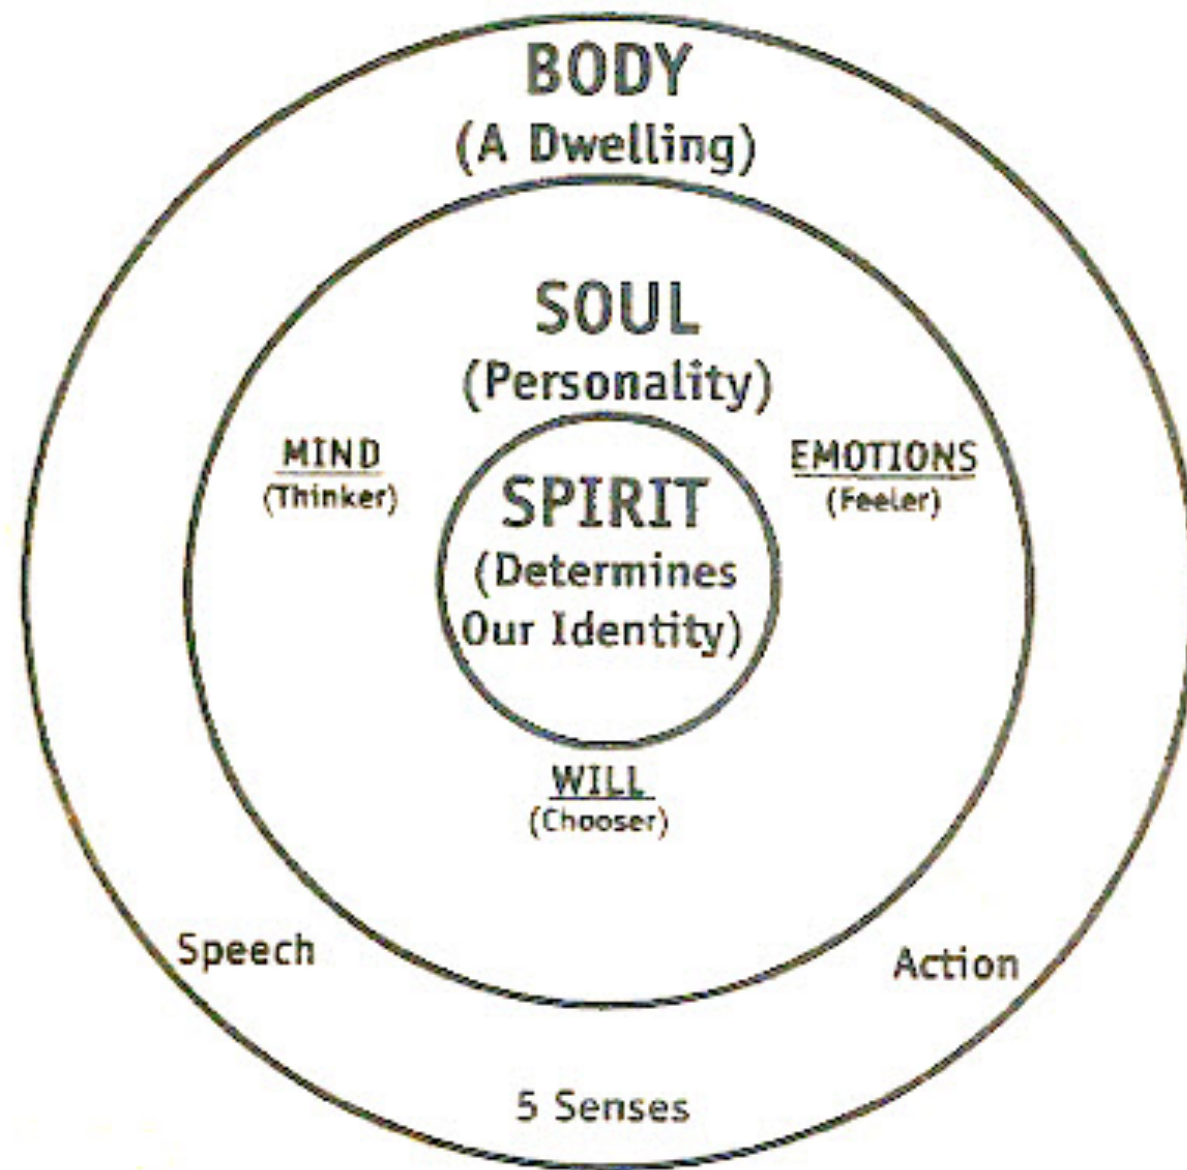 BODY
(A Dwelling)
SOUL
(Personality)
MIND
(Thinker)
EMOTIONS
(Feeler)
SPIRIT
(Determines
Our Identity)
WILL
(Chooser)
Speech
Action
5 Senses